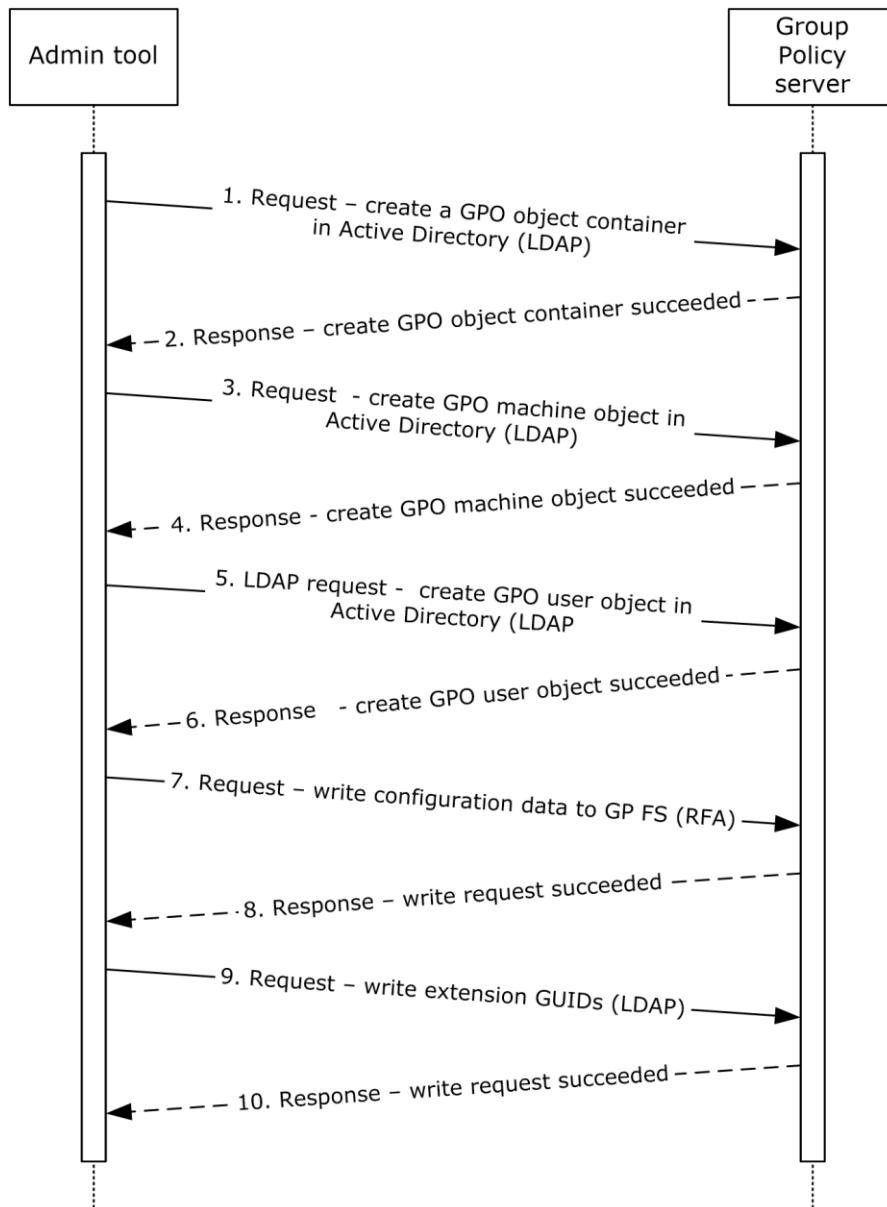 Admin tool
Group
Policy
server
1. Request – create a GPO object container
in Active Directory (LDAP)
2. Response – create GPO object container succeeded
3. Request  - create GPO machine object in
Active Directory (LDAP)
4. Response - create GPO machine object succeeded
5. LDAP request -  create GPO user object in
Active Directory (LDAP
6. Response   - create GPO user object succeeded
7. Request – write configuration data to GP FS (RFA)
8. Response – write request succeeded
9. Request – write extension GUIDs (LDAP)
10. Response – write request succeeded